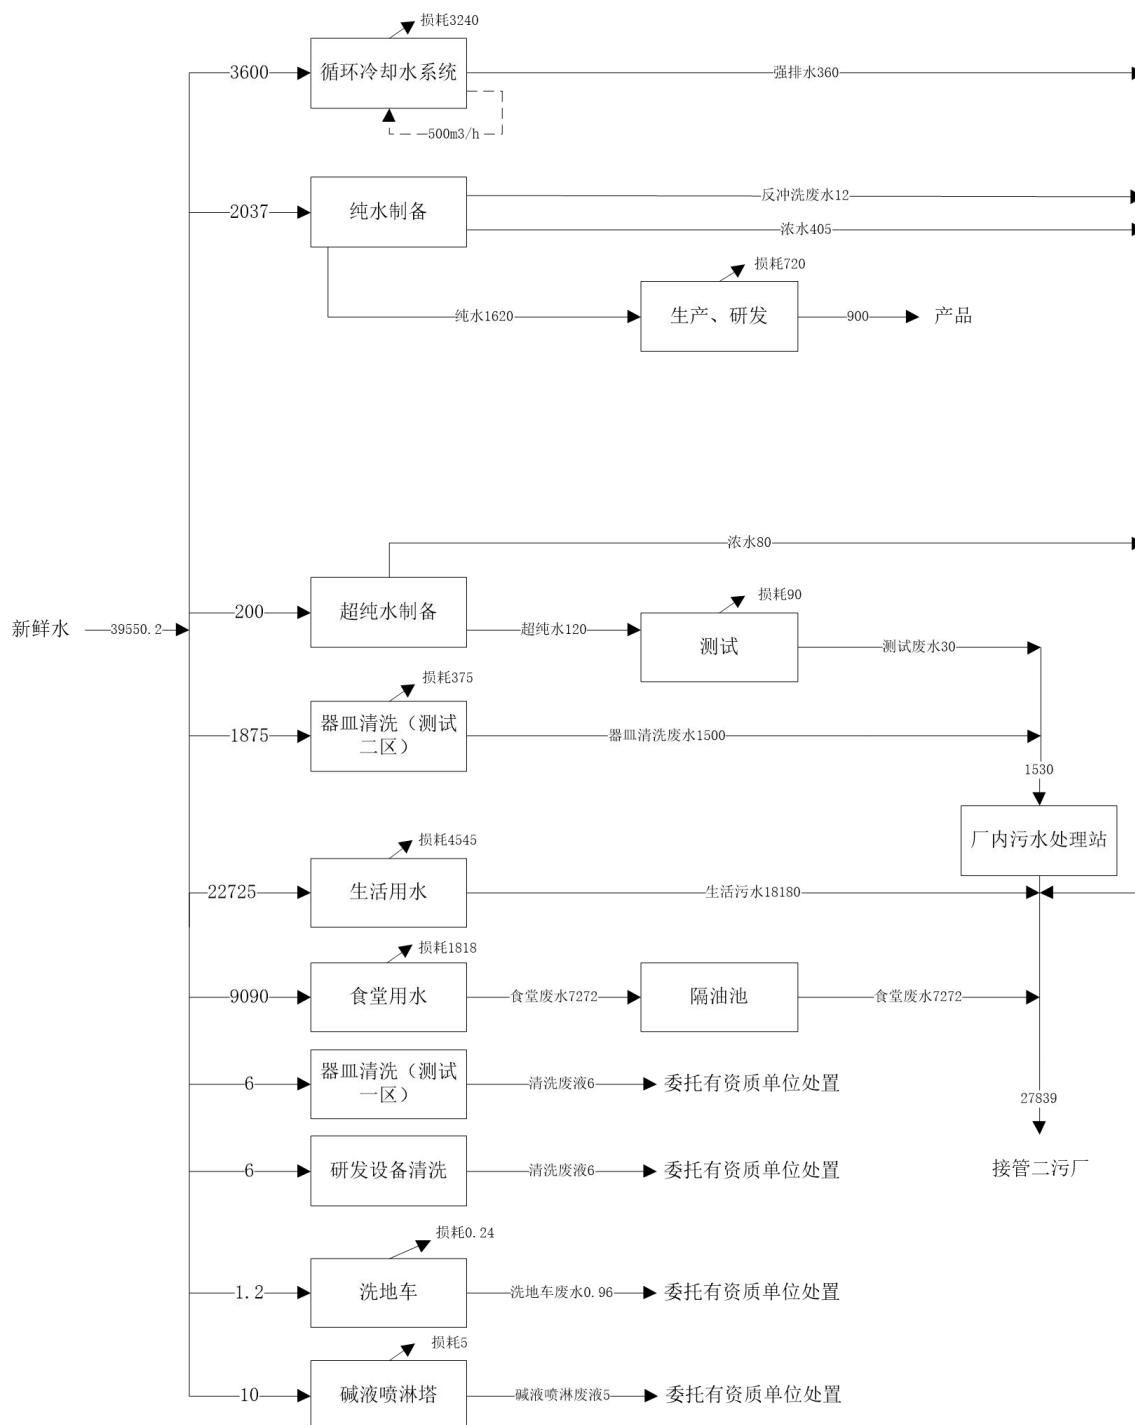 损耗3240
3600
循环冷却水系统
强排水360
500m3/h
2037
纯水制备
反冲洗废水12
浓水405
损耗720
纯水1620
生产、研发
900
产品
浓水80
损耗90
200
超纯水制备
超纯水120
测试
测试废水30
新鲜水
39550.2
损耗375
1875
器皿清洗（测试
二区）
器皿清洗废水1500
1530
厂内污水处理站
损耗4545
22725
生活用水
生活污水18180
损耗1818
9090
食堂用水
食堂废水7272
隔油池
食堂废水7272
6
器皿清洗（测试
一区）
清洗废液6
委托有资质单位处置
27839
6
研发设备清洗
清洗废液6
委托有资质单位处置
接管二污厂
损耗0.24
1.2
洗地车
洗地车废水0.96
委托有资质单位处置
损耗5
10
碱液喷淋塔
碱液喷淋废液5
委托有资质单位处置